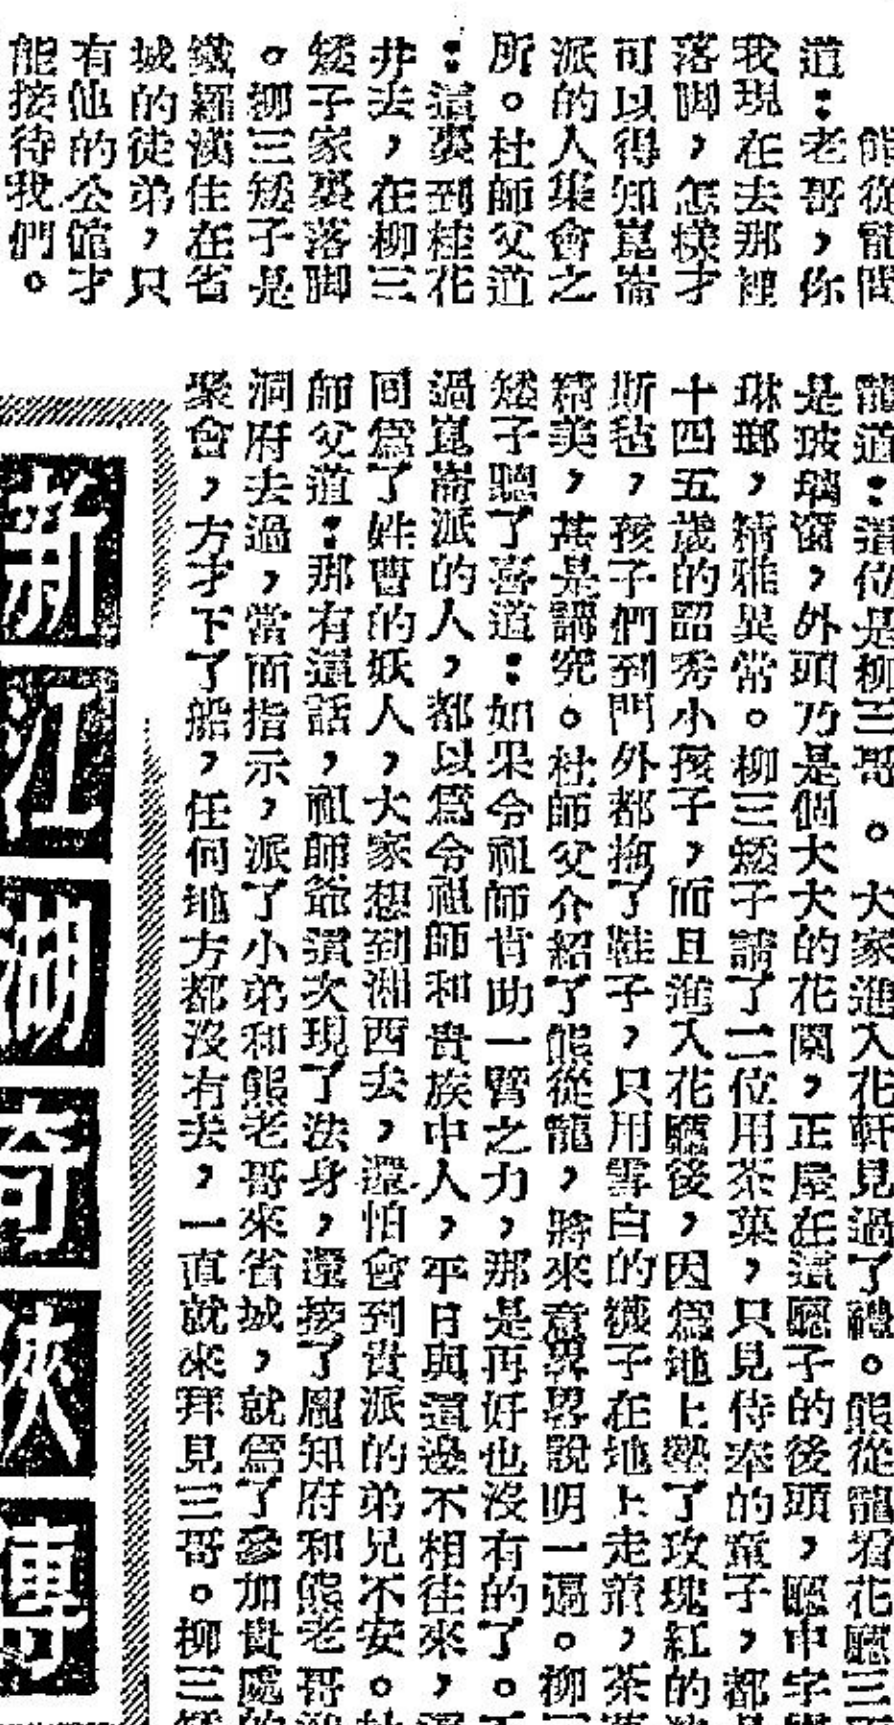 熊從龍問
道：老哥，你
我現在去那裡
落脚，怎樣才
可以得知崑崙
派的人集會之
所。杜師父道
：這裏到桂花
井去，在柳三
矮子家裏落脚
。柳三矮子是
鐵羅漢住在省
城的徒弟，只
有他的公館才
能接待我們。
龍道：這位是柳三哥。大家進入花軒見過了禮。熊從龍看花廳三
是玻璃窗，外頭乃是個大大的花園，正屋在這廳子的後頭，廳中字
琳瑯，精雅異常。柳三矮子請了二位用茶菓，只見侍奉的童子，都
十四五歲的韶秀小孩子，而且進入花廳後，因爲地上墊了玫瑰紅的
斯毡，孩子們到門外都拖了鞋子，只用雪白的襪子在地上走着，茶
精美，甚是講究。杜師父介紹了熊從龍，將來意畧畧說明一遍。柳三
矮子聽了喜道：如果令祖師肯助一臂之力，那是再好也沒有的了。
過崑崙派的人，都以爲令祖師和貴族中人，平日與這邊不相往來，
同爲了姓曹的妖人，大家想到湘西去，還怕會到貴派的弟兄不安。杜
師父道：那有這話，祖師爺這次現了法身，還接了龐知府和熊老哥
洞府去過，當面指示，派了小弟和熊老哥來省城，就爲了參加貴處的
聚會，方才下了船，任何地方都沒有去，一直就來拜見三哥。柳三矮
新江湖奇俠傳